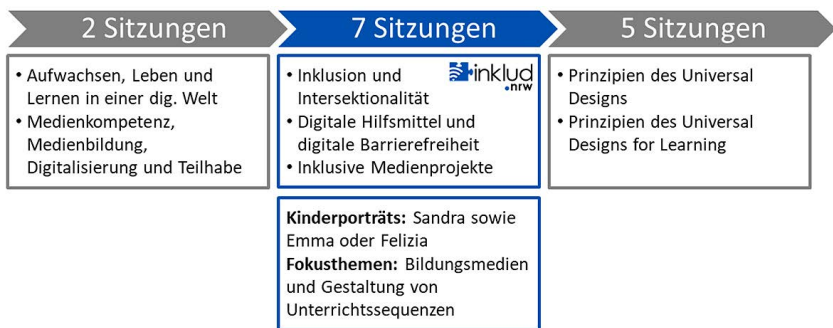 2 Sitzungen
7 Sitzungen
5 Sitzungen
• Aufwachsen, Leben und
Lernen in einer dig. Welt
• Medienkompetenz,
Medienbildung,
Digitalisierung und Teilhabe
inklud
.nrw
• Inklusion und
Intersektionalität
• Digitale Hilfsmittel und
digitale Barrierefreiheit
• Inklusive Medienprojekte
• Prinzipien des Universal
Designs
• Prinzipien des Universal
Designs for Learning
Kinderporträts: Sandra sowie
Emma oder Felizia
Fokusthemen: Bildungsmedien
und Gestaltung von
Unterrichtssequenzen